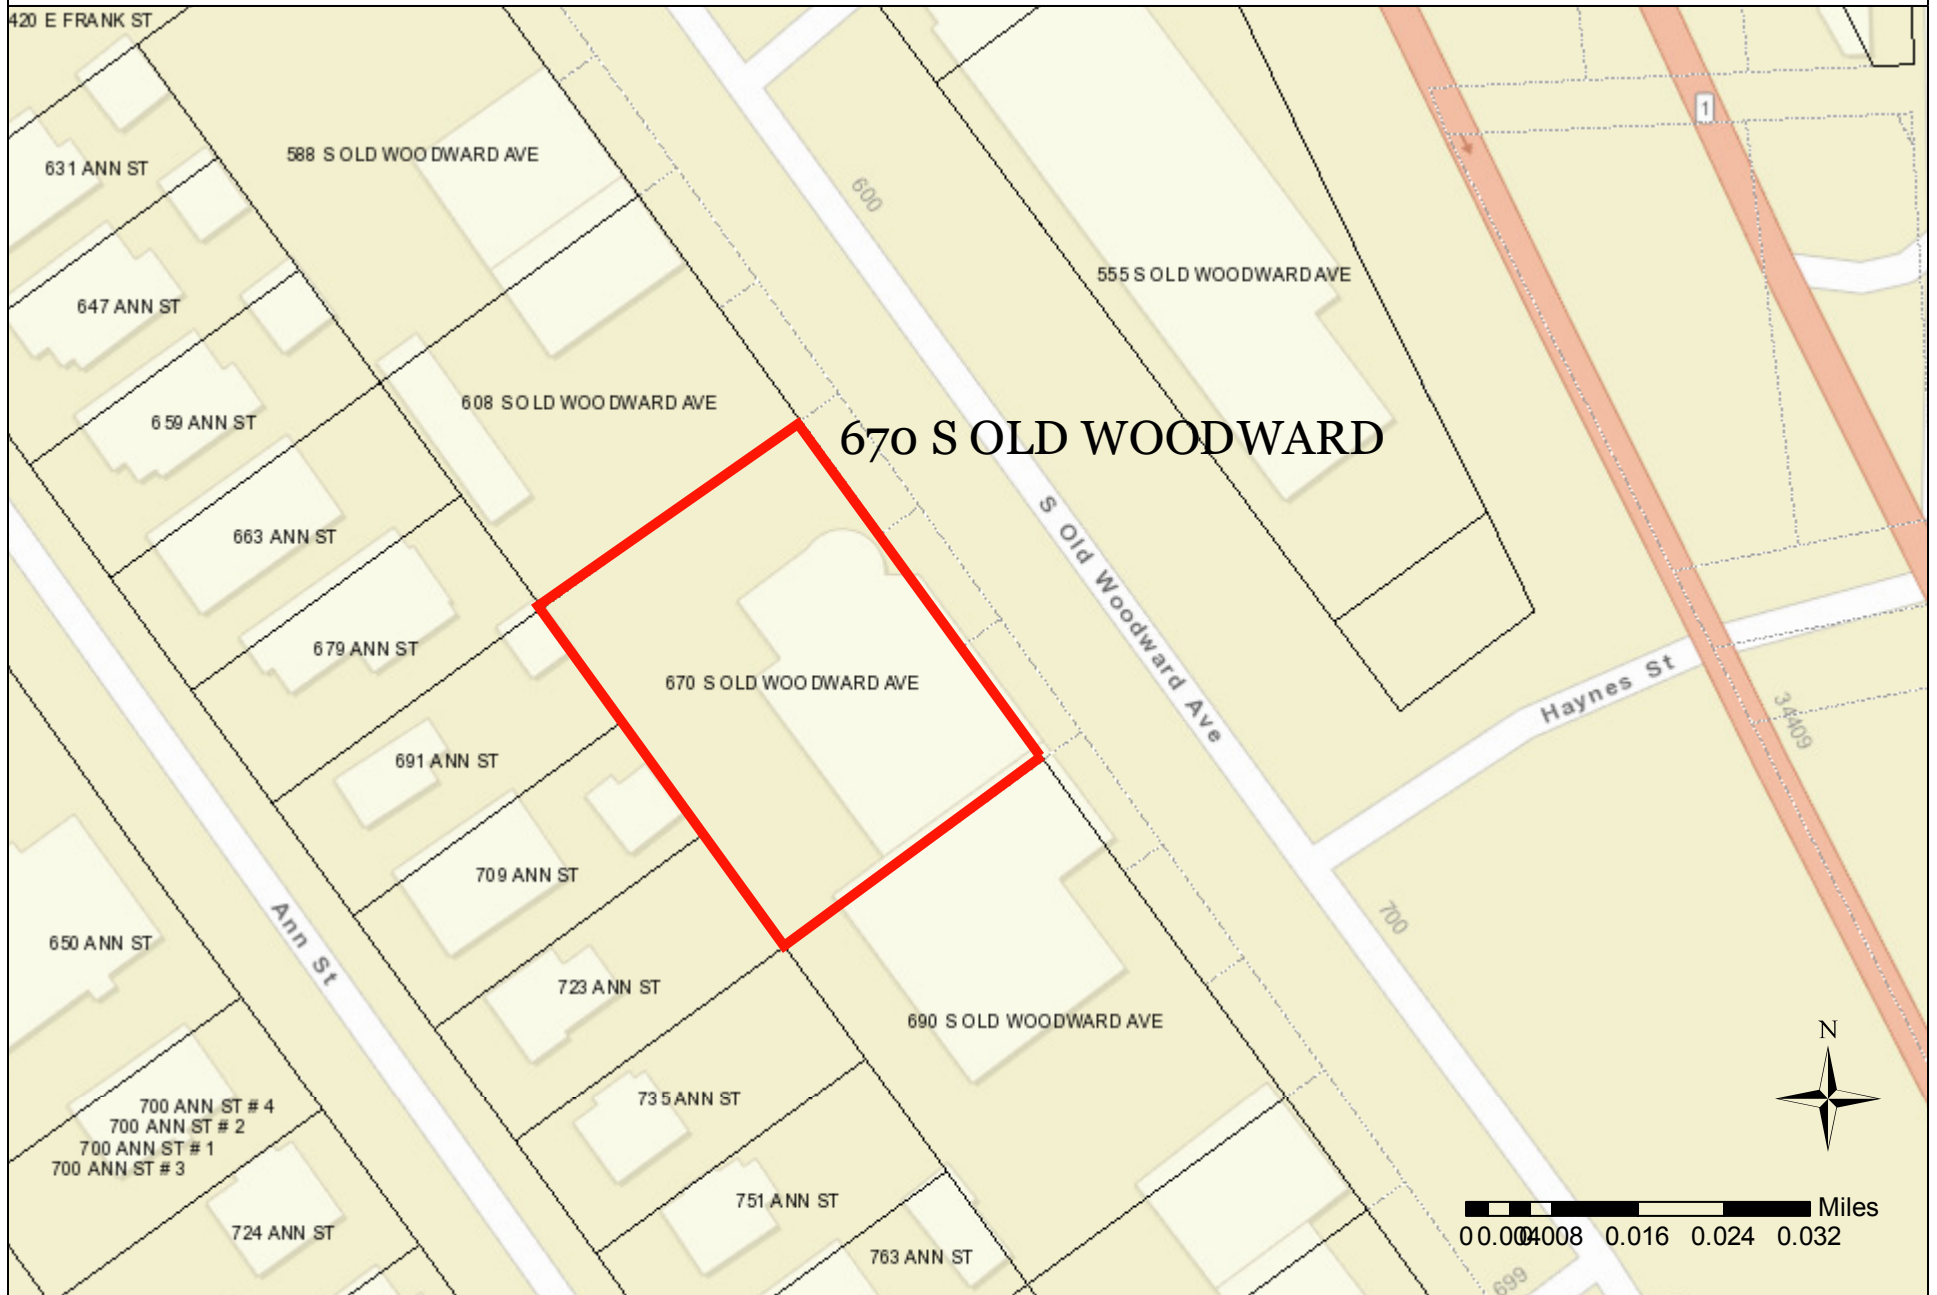 420 E FRANK ST
1
588 S OLD WOODWARD AVE
631 ANN ST
600
555 S OLD WOODWARD AVE
647 ANN ST
608 S OLD WOODWARD AVE
659 ANN ST
670 S OLD WOODWARD
663 ANN ST
S Old Woodward Ave
679 ANN ST
670 S OLD WOODWARD AVE
Haynes St
34409
691 ANN ST
709 ANN ST
700
Ann St
650 ANN ST
723 ANN ST
690 S OLD WOODWARD AVE
N
735 ANN ST
700 ANN ST # 4
700 ANN ST # 2
700 ANN ST # 1
700 ANN ST # 3
751 ANN ST
724 ANN ST
763 ANN ST
Miles
0 0.004 0.008 0.016 0.024 0.032
699